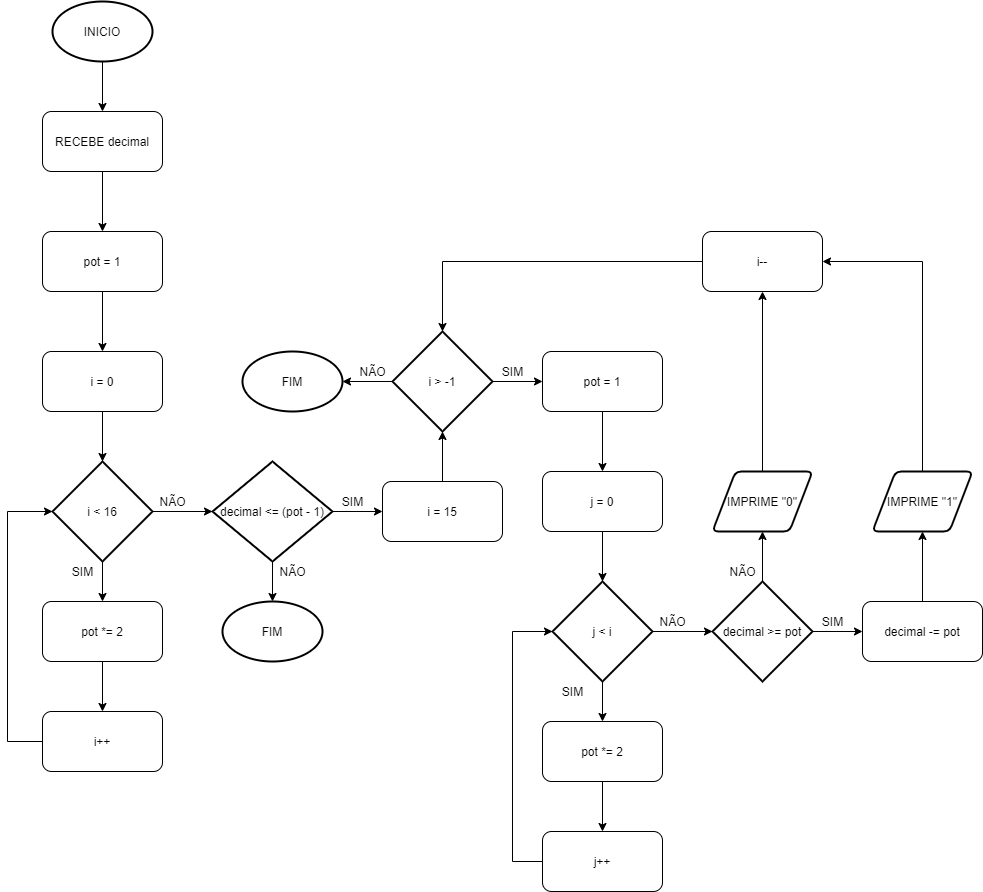 INICIO
RECEBE decimal
pot = 1
i = 0
i < 16
NÃO
SIM
pot *= 2
i++
decimal <= (pot - 1)
SIM
NÃO
FIM
i = 15
i > -1
NÃO
FIM
SIM
pot = 1
j = 0
j < i
NÃO
SIM
pot *= 2
j++
decimal >= pot
NÃO
SIM
IMPRIME "0"
decimal -= pot
IMPRIME "1"
i--